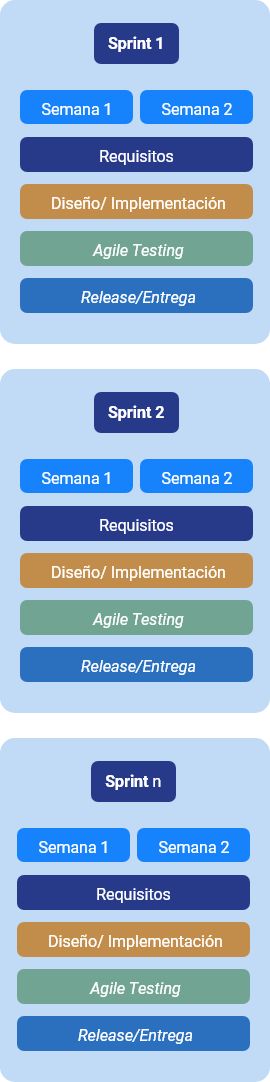 Sprint 1
Semana 1 Semana 2
Requisitos
Diseño/ Implementación
Agile Testing
Release/Entrega
Sprint 2
Semana 1 Semana 2
Requisitos
Diseño/ Implementación
Agile Testing
Release/Entrega
Sprint n
Semana 1 Semana 2
Requisitos
Diseño/ Implementación
Agile Testing
Release/Entrega